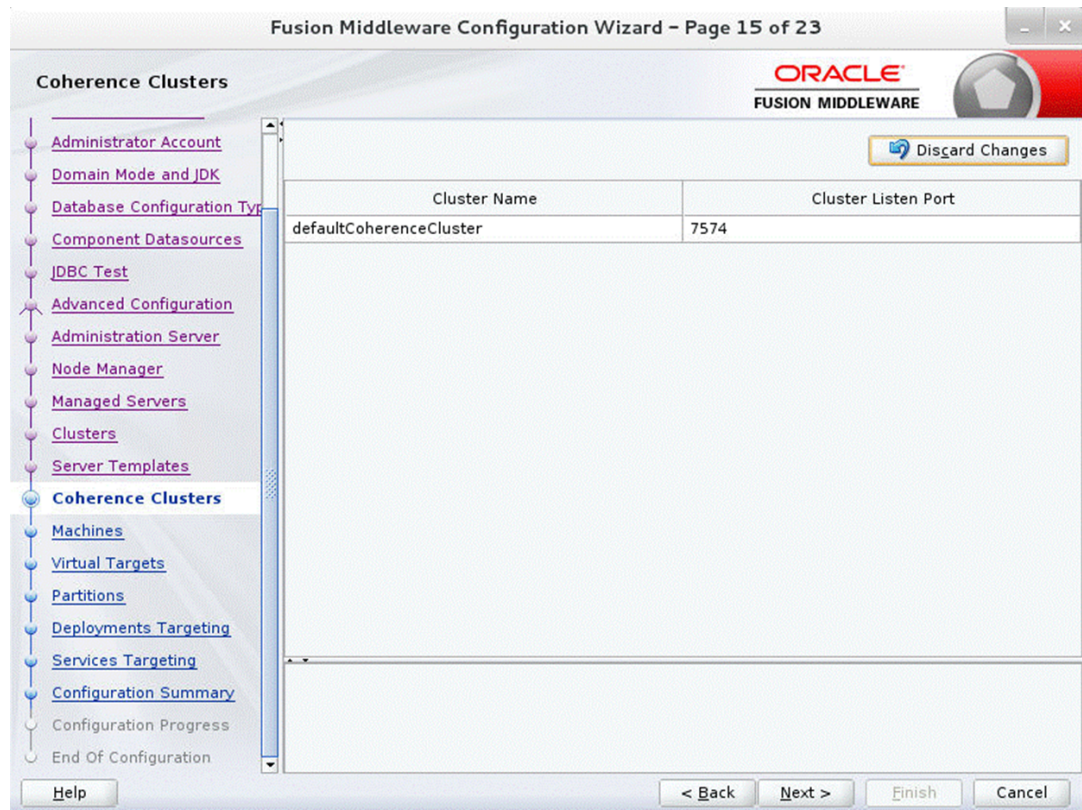 Fusion Middleware Configuration Wizard – Page 15 of 23
Coherence Clusters
ORACLE
FUSION MIDDLEWARE
Administrator Account
Domain Mode and JDK
Database Configuration Typ
Component Datasources
JDBC Test
Advanced Configuration
Administration Server
Node Manager
Managed Servers
Clusters
Server Templates
Coherence Clusters
Machines
Virtual Targets
Partitions
Deployments Targeting
Services Targeting
Configuration Summary
Configuration Progress
End Of Configuration
Discard Changes
Cluster Name Cluster Listen Port
defaultCoherenceCluster 7574
Help < Back Next > Finish Cancel